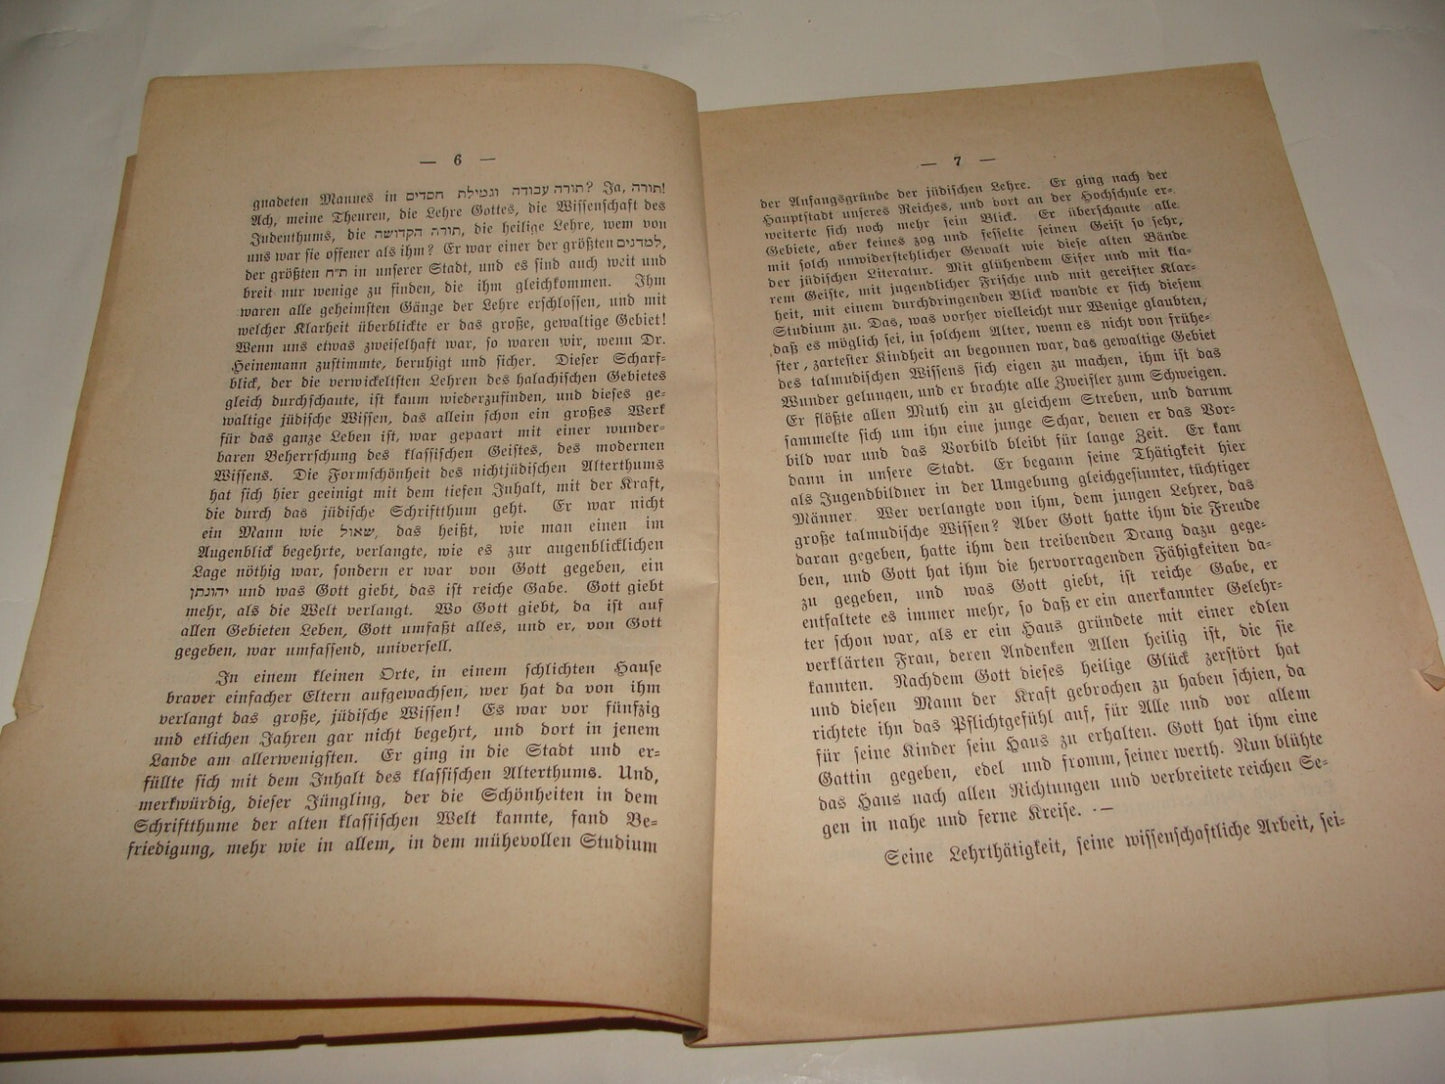 — 6 —
gnadeten Mannes in תורה עבודה וגמילת חסדים? Ja, תורה!
Ach, meine Theuren, die Lehre Gottes, die Wissenschaft des
Judenthums, die תורה הקדושה, die heilige Lehre, wem von
uns war sie offener als ihm? Er war einer der größten למדנים,
der größten ת״ח in unserer Stadt, und es sind auch weit und
breit nur wenige zu finden, die ihm gleichkommen. Ihm
waren alle geheimsten Gänge der Lehre erschlossen, und mit
welcher Klarheit überblickte er das große, gewaltige Gebiet!
Wenn uns etwas zweifelhaft war, so waren wir, wenn Dr.
Heinemann zustimmte, beruhigt und sicher. Dieser Scharf-
blick, der die verwickeltsten Lehren des halachischen Gebietes
gleich durchschaute, ist kaum wiederzufinden, und dieses ge-
waltige jüdische Wissen, das allein schon ein großes Werk
für das ganze Leben ist, war gepaart mit einer wunder-
baren Beherrschung des klassischen Geistes, des modernen
Wissens. Die Formschönheit des nichtjüdischen Alterthums
hat sich hier geeinigt mit dem tiefen Inhalt, mit der Kraft,
die durch das jüdische Schriftthum geht. Er war nicht
ein Mann wie שאול, das heißt, wie man einen im
Augenblick begehrte, verlangte, wie es zur augenblicklichen
Lage nöthig war, sondern er war von Gott gegeben, ein
יהונתן und was Gott giebt, das ist reiche Gabe. Gott giebt
mehr, als die Welt verlangt. Wo Gott giebt, da ist auf
allen Gebieten Leben, Gott umfaßt alles, und er, von Gott
gegeben, war umfassend, universell.
In einem kleinen Orte, in einem schlichten Hause
braver einfacher Eltern aufgewachsen, wer hat da von ihm
verlangt das große, jüdische Wissen! Es war vor fünfzig
und etlichen Jahren gar nicht begehrt, und dort in jenem
Lande am allerwenigsten. Er ging in die Stadt und er-
füllte sich mit dem Inhalt des klassischen Alterthums. Und,
merkwürdig, dieser Jüngling, der die Schönheiten in dem
Schriftthume der alten klassischen Welt kannte, fand Be-
friedigung, mehr wie in allem, in dem mühevollen Studium
— 7 —
der Anfangsgründe der jüdischen Lehre. Er ging nach der
Hauptstadt unseres Reiches, und dort an der Hochschule er-
weiterte sich noch mehr sein Blick. Er überschaute alle
Gebiete, aber keines zog und fesselte seinen Geist so sehr,
mit solch unwiderstehlicher Gewalt wie diese alten Bände
der jüdischen Literatur. Mit glühendem Eifer und mit kla-
rem Geiste, mit jugendlicher Frische und mit gereifter Klar-
heit, mit einem durchdringenden Blick wandte er sich diesem
Studium zu. Das, was vorher vielleicht nur Wenige glaubten,
daß es möglich sei, in solchem Alter, wenn es nicht von frühe-
ster, zartester Kindheit an begonnen war, das gewaltige Gebiet
des talmudischen Wissens sich eigen zu machen, ihm ist das
Wunder gelungen, und er brachte alle Zweifler zum Schweigen.
Er flößte allen Muth ein zu gleichem Streben, und darum
sammelte sich um ihn eine junge Schar, denen er das Vor-
bild war und das Vorbild bleibt für lange Zeit. Er kam
dann in unsere Stadt. Er begann seine Thätigkeit hier
als Jugendbildner in der Umgebung gleichgesinnter, tüchtiger
Männer. Wer verlangte von ihm, dem jungen Lehrer, das
große talmudische Wissen? Aber Gott hatte ihm die Freude
daran gegeben, hatte ihm den treibenden Drang dazu gege-
ben, und Gott hat ihm die hervorragenden Fähigkeiten da-
zu gegeben, und was Gott giebt, ist reiche Gabe, er
entfaltete es immer mehr, so daß er ein anerkannter Gelehr-
ter schon war, als er ein Haus gründete mit einer edlen
verklärten Frau, deren Andenken Allen heilig ist, die sie
kannten. Nachdem Gott dieses heilige Glück zerstört hat
und diesen Mann der Kraft gebrochen zu haben schien, da
richtete ihn das Pflichtgefühl auf, für Alle und vor allem
für seine Kinder sein Haus zu erhalten. Gott hat ihm eine
Gattin gegeben, edel und fromm, seiner werth. Nun blühte
das Haus nach allen Richtungen und verbreitete reichen Se-
gen in nahe und ferne Kreise. —
Seine Lehrthätigkeit, seine wissenschaftliche Arbeit, sei-